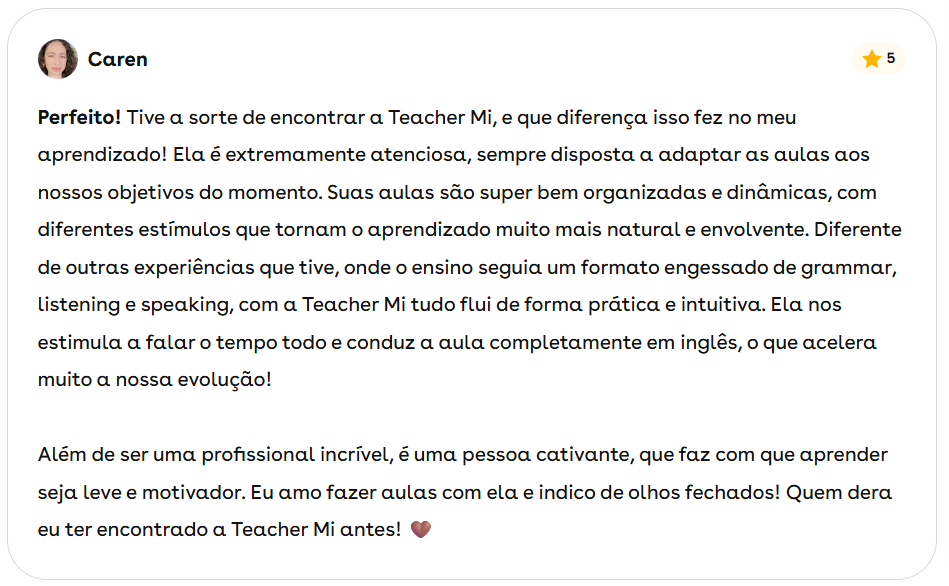 Caren
5
Perfeito! Tive a sorte de encontrar a Teacher Mi, e que diferença isso fez no meu
aprendizado! Ela é extremamente atenciosa, sempre disposta a adaptar as aulas aos
nossos objetivos do momento. Suas aulas são super bem organizadas e dinâmicas, com
diferentes estímulos que tornam o aprendizado muito mais natural e envolvente. Diferente
de outras experiências que tive, onde o ensino seguia um formato engessado de grammar,
listening e speaking, com a Teacher Mi tudo flui de forma prática e intuitiva. Ela nos
estimula a falar o tempo todo e conduz a aula completamente em inglês, o que acelera
muito a nossa evolução!
Além de ser uma profissional incrível, é uma pessoa cativante, que faz com que aprender
seja leve e motivador. Eu amo fazer aulas com ela e indico de olhos fechados! Quem dera
eu ter encontrado a Teacher Mi antes! 🤎